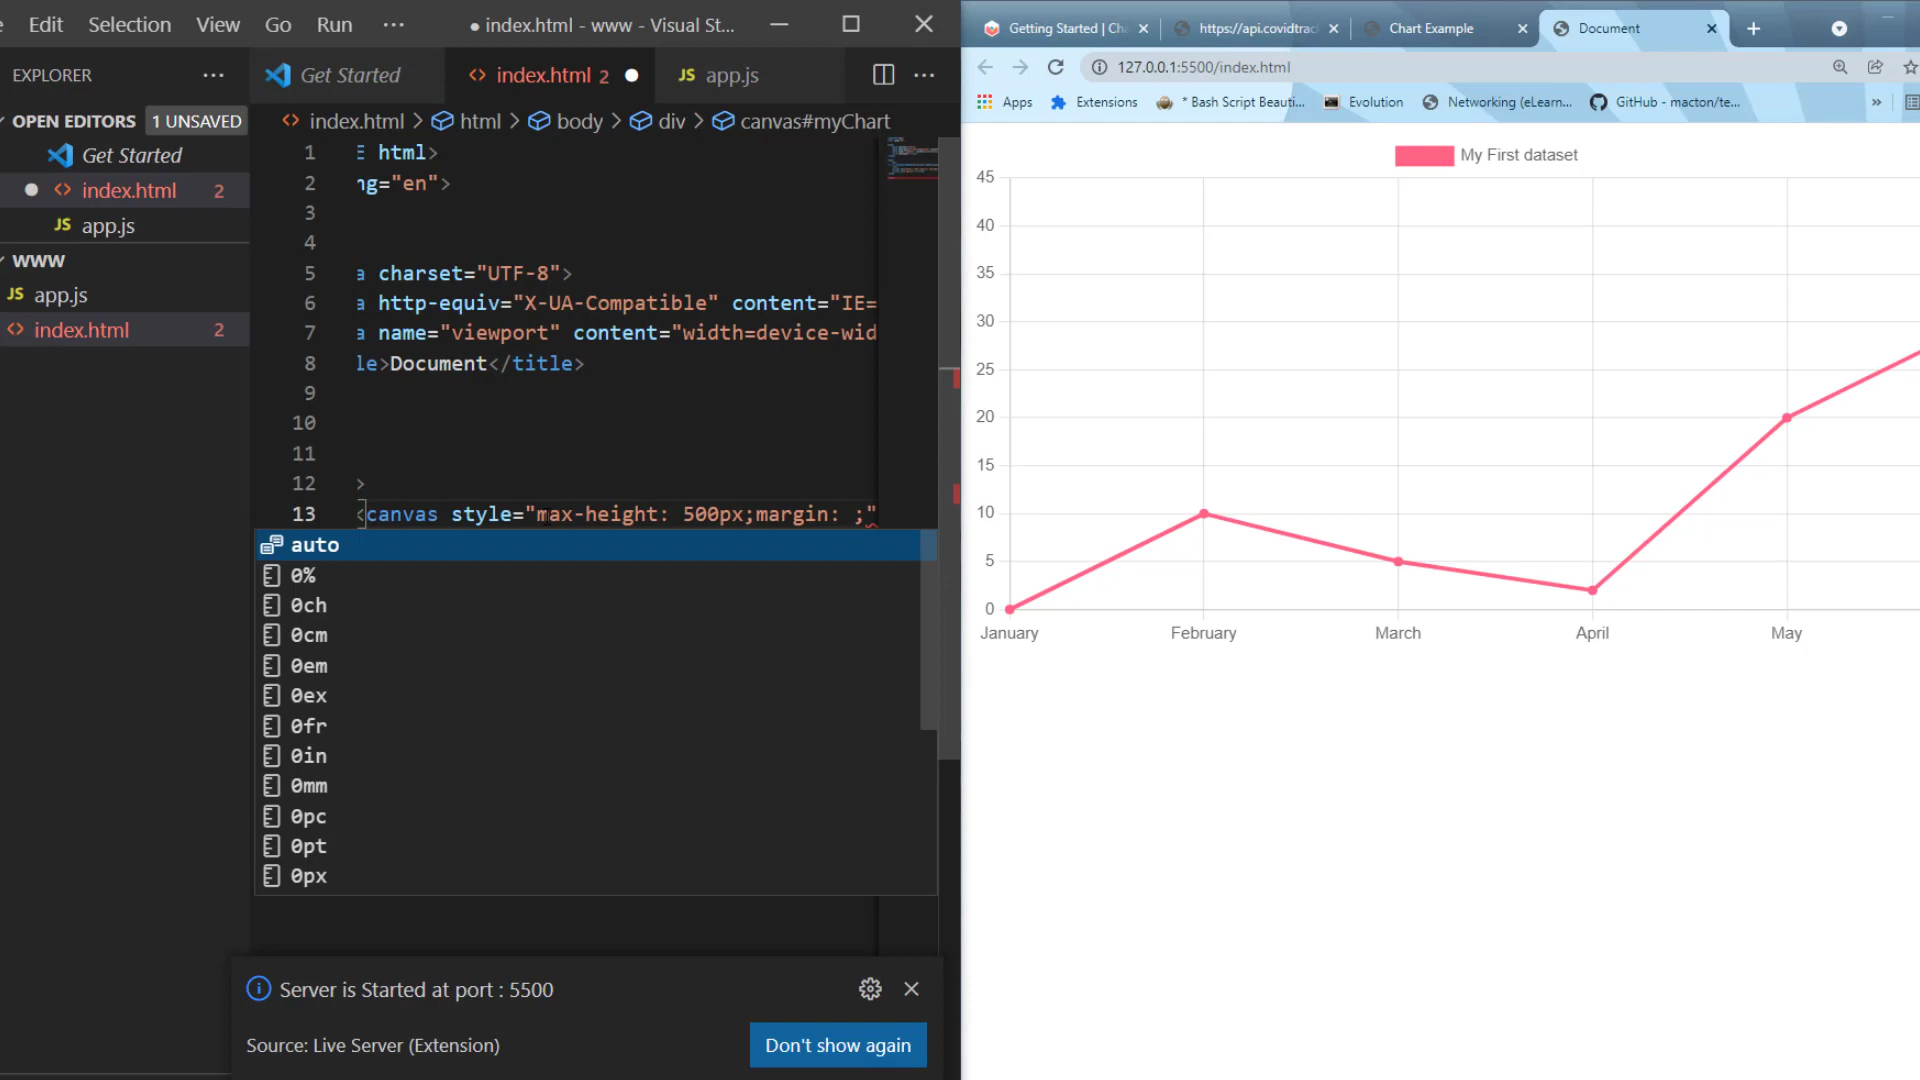 Edit Selection View Go Run ··· ● index.html - www - Visual St...
EXPLORER ···
OPEN EDITORS 1 UNSAVED
Get Started
index.html 2
JS app.js
WWW
JS app.js
index.html 2
Get Started index.html 2 JS app.js
index.html > html > body > div > canvas#myChart
1 E html>
2 ng="en">
3
4
5 a charset="UTF-8">
6 a http-equiv="X-UA-Compatible" content="IE=
7 a name="viewport" content="width=device-wid
8 le>Document</title>
9
10
11
12 >
13 <canvas style="max-height: 500px;margin: ;"
auto
0%
0ch
0cm
0em
0ex
0fr
0in
0mm
0pc
0pt
0px
Server is Started at port : 5500
Source: Live Server (Extension)
Don't show again
Getting Started | Cha https://api.covidtrac Chart Example Document
127.0.0.1:5500/index.html
Apps Extensions * Bash Script Beauti... Evolution Networking (eLearn... GitHub - macton/te... »
My First dataset
45
40
35
30
25
20
15
10
5
0
January February March April May